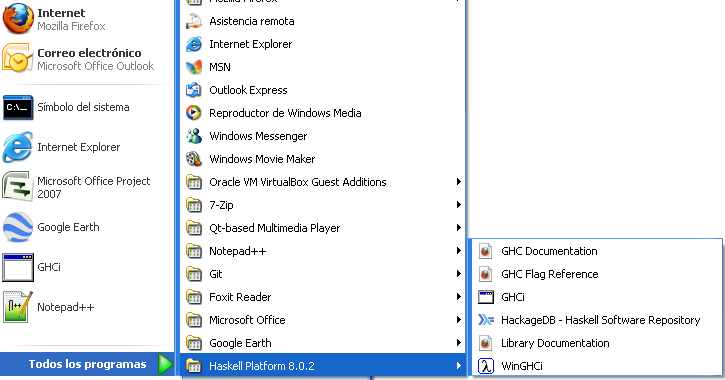 Internet
Mozilla Firefox
Correo electrónico
Microsoft Office Outlook
Símbolo del sistema
Internet Explorer
Microsoft Office Project
2007
Google Earth
GHCi
Notepad++
Todos los programas
Mozilla Firefox
Asistencia remota
Internet Explorer
MSN
Outlook Express
Reproductor de Windows Media
Windows Messenger
Windows Movie Maker
Oracle VM VirtualBox Guest Additions
7-Zip
Qt-based Multimedia Player
Notepad++
Git
Foxit Reader
Microsoft Office
Google Earth
Haskell Platform 8.0.2
GHC Documentation
GHC Flag Reference
GHCi
HackageDB - Haskell Software Repository
Library Documentation
WinGHCi